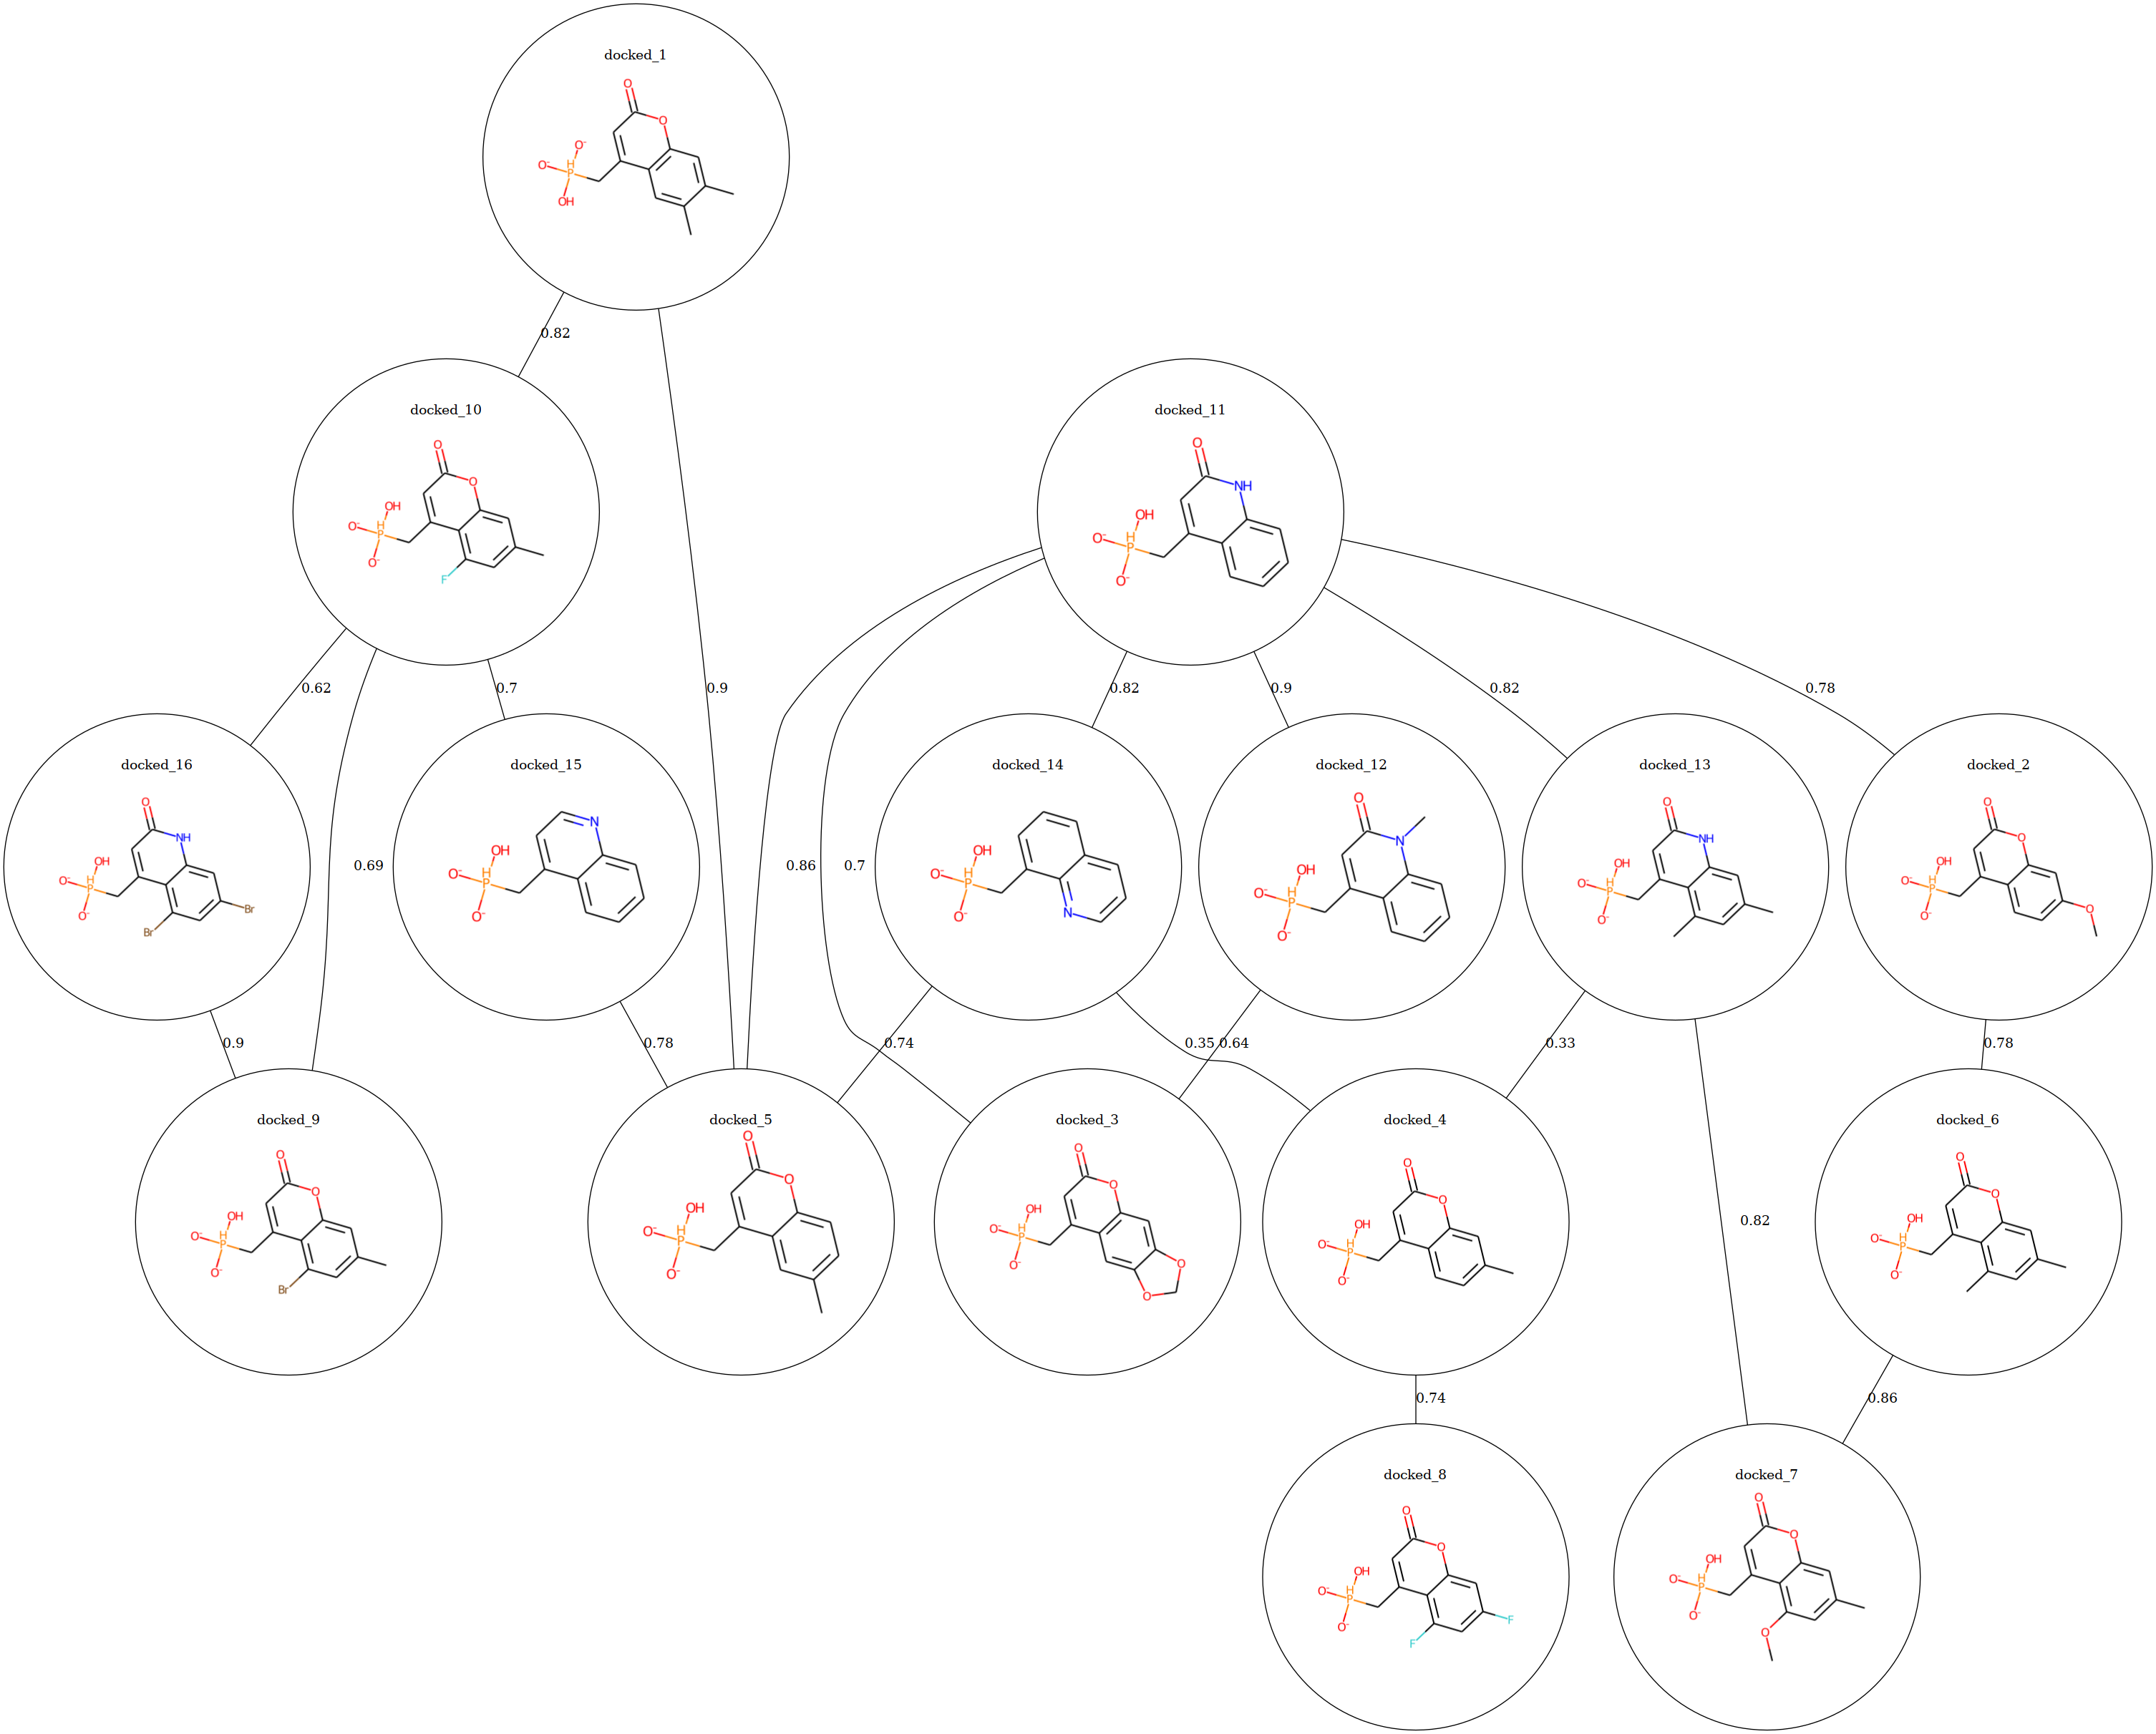 docked_1
O
O
O-
O-
H
P
OH
0.82
docked_10
docked_11
O
O
OH
O-
H
P
O-
F
O
NH
OH
O-
H
P
O-
0.62
0.7
0.9
0.82
0.9
0.82
0.78
docked_16
docked_15
docked_14
docked_12
docked_13
docked_2
O
NH
OH
O-
H
P
O-
Br
Br
0.69
N
OH
O-
H
P
O-
0.86
0.7
OH
O-
H
P
O-
N
O
N
OH
O-
H
P
O-
O
NH
OH
O-
H
P
O-
O
O
OH
O-
H
P
O-
O
0.9
0.78
0.74
0.35
0.64
0.33
0.78
docked_9
docked_5
docked_3
docked_4
docked_6
O
O
OH
O-
H
P
O-
Br
O
O
OH
O-
H
P
O-
O
O
OH
O-
H
P
O-
O
O
O
O
OH
O-
H
P
O-
0.82
O
O
OH
O-
H
P
O-
0.74
0.86
docked_8
docked_7
O
O
OH
O-
H
P
O-
F
F
O
O
OH
O-
H
P
O-
O